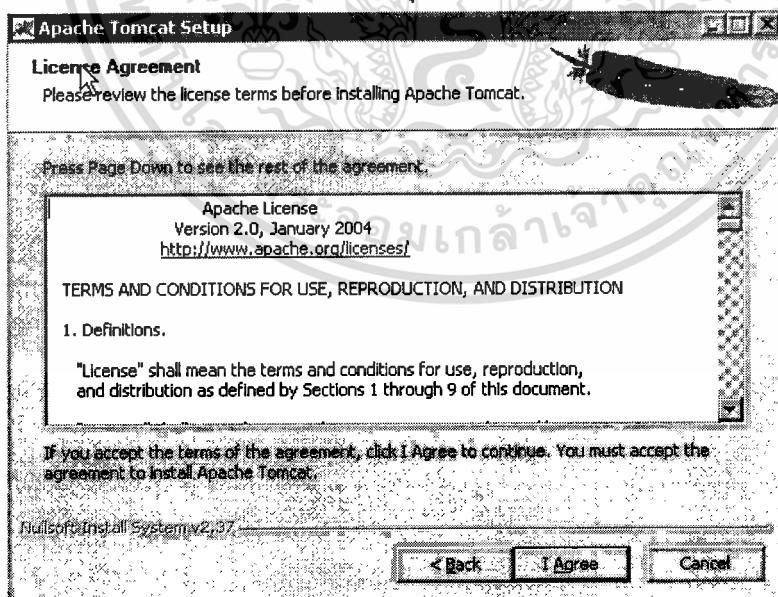 Apache Tomcat Setup
License Agreement
Please review the license terms before installing Apache Tomcat.
Press Page Down to see the rest of the agreement.
Apache License
Version 2.0, January 2004
http://www.apache.org/licenses/
TERMS AND CONDITIONS FOR USE, REPRODUCTION, AND DISTRIBUTION
1. Definitions.
"License" shall mean the terms and conditions for use, reproduction,
and distribution as defined by Sections 1 through 9 of this document.
If you accept the terms of the agreement, click I Agree to continue. You must accept the
agreement to install Apache Tomcat.
Nullsoft Install System v2.37
< Back
I Agree
Cancel